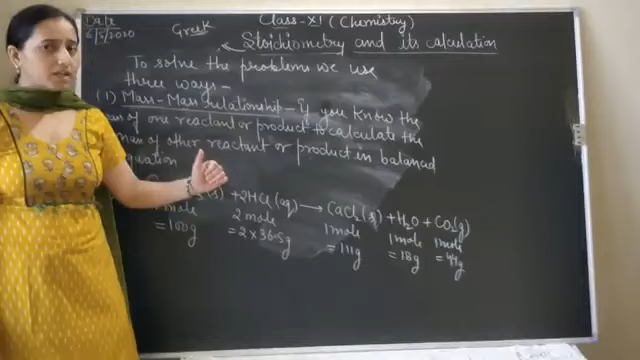 Date
6/5/2020
Class-XI (Chemistry)
Greek
Stoichiometry and its calculation
To solve the problems we use
three ways -
(1) Mass-Mass relationship - If you know the
of one reactant or product to calculate the
of other reactant or product in balanced
equation
+2HCl(aq) → CaCl₂(s) + H₂O + CO₂(g)
mole 2 mole 1mole 1mole 1mole
=100g =2×36.5g =111g =18g =44g